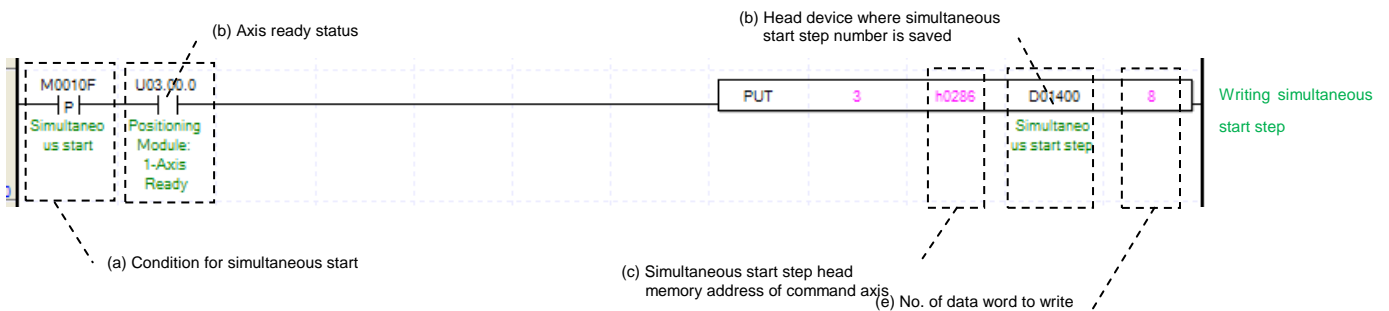 (b) Axis ready status
(b) Head device where simultaneous
start step number is saved
M0010F
U03.00.0
P
PUT 3 h0286 D01400 8
Simultaneo
us start
Positioning
Module:
1-Axis
Ready
Simultaneo
us start step
Writing simultaneous
start step
(a) Condition for simultaneous start
(c) Simultaneous start step head
memory address of command axis
(e) No. of data word to write